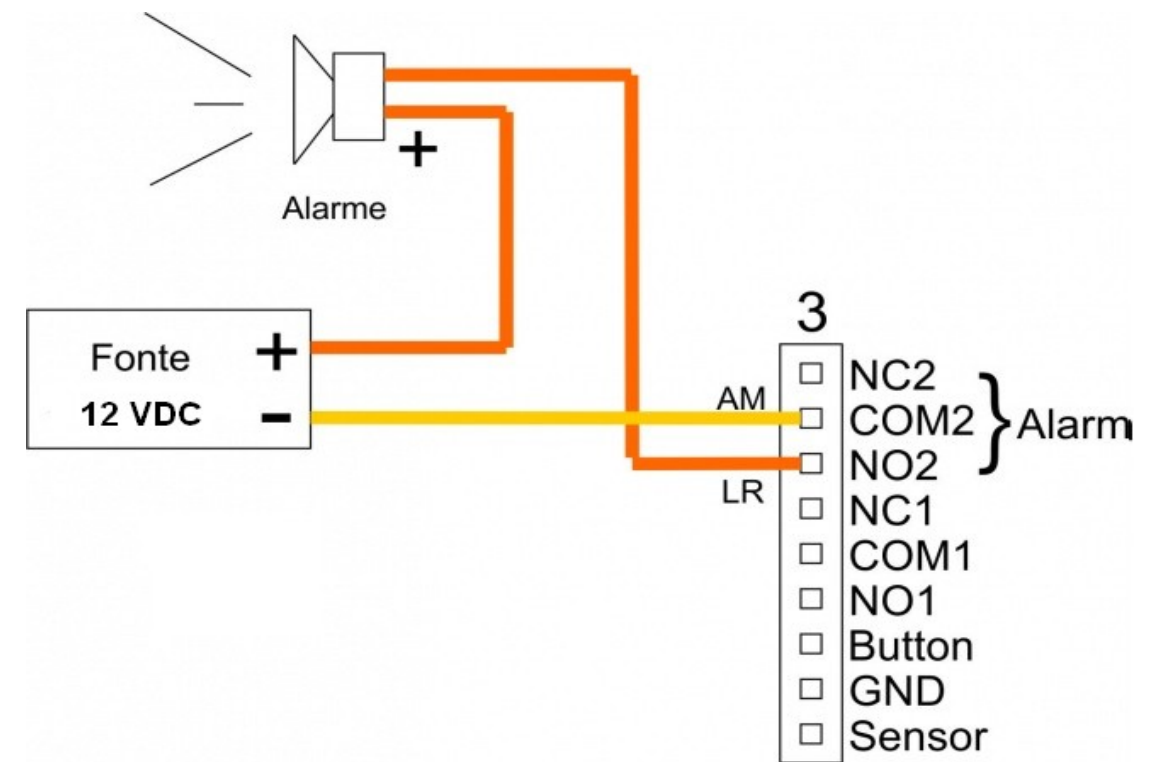 +
Alarme
Fonte +
12 VDC -
3
NC2
AM
COM2
} Alarm
NO2
LR
NC1
COM1
NO1
Button
GND
Sensor